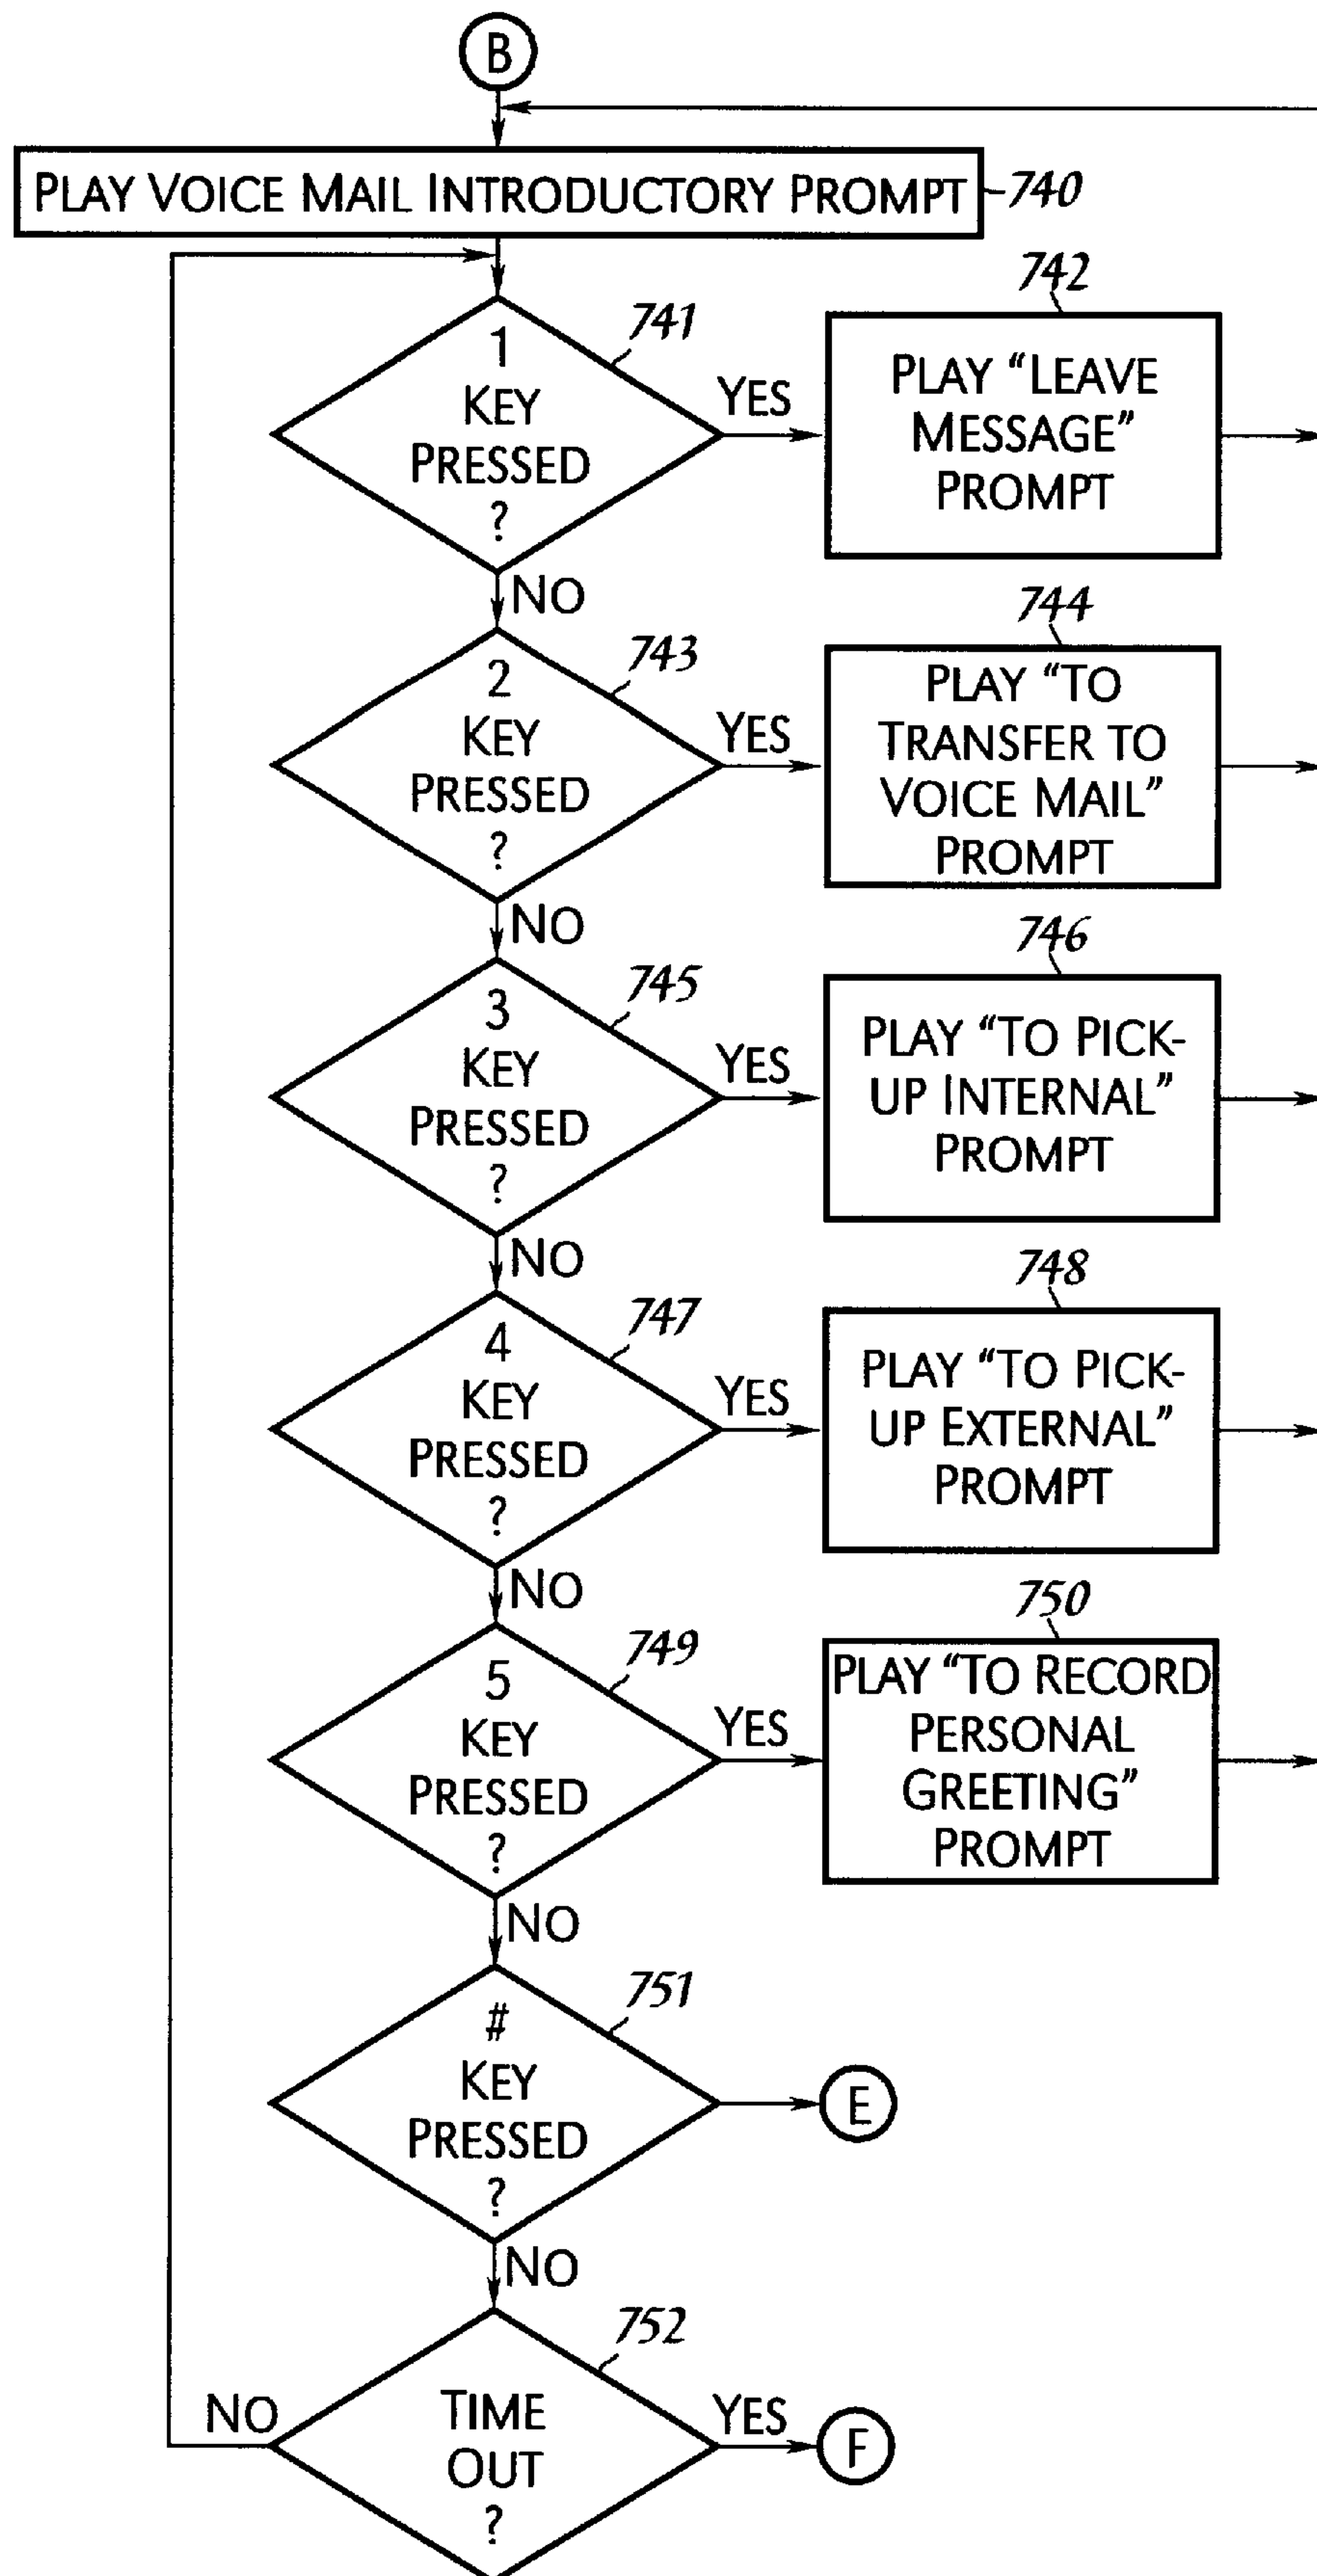 B
PLAY VOICE MAIL INTRODUCTORY PROMPT
740
1
KEY
PRESSED
?
741
YES
742
PLAY “LEAVE
MESSAGE”
PROMPT
NO
2
KEY
PRESSED
?
743
YES
744
PLAY “TO
TRANSFER TO
VOICE MAIL”
PROMPT
NO
3
KEY
PRESSED
?
745
YES
746
PLAY “TO PICK-
UP INTERNAL”
PROMPT
NO
4
KEY
PRESSED
?
747
YES
748
PLAY “TO PICK-
UP EXTERNAL”
PROMPT
NO
5
KEY
PRESSED
?
749
YES
750
PLAY “TO RECORD
PERSONAL
GREETING”
PROMPT
NO
#
KEY
PRESSED
?
751
E
NO
752
TIME
OUT
?
NO
YES
F